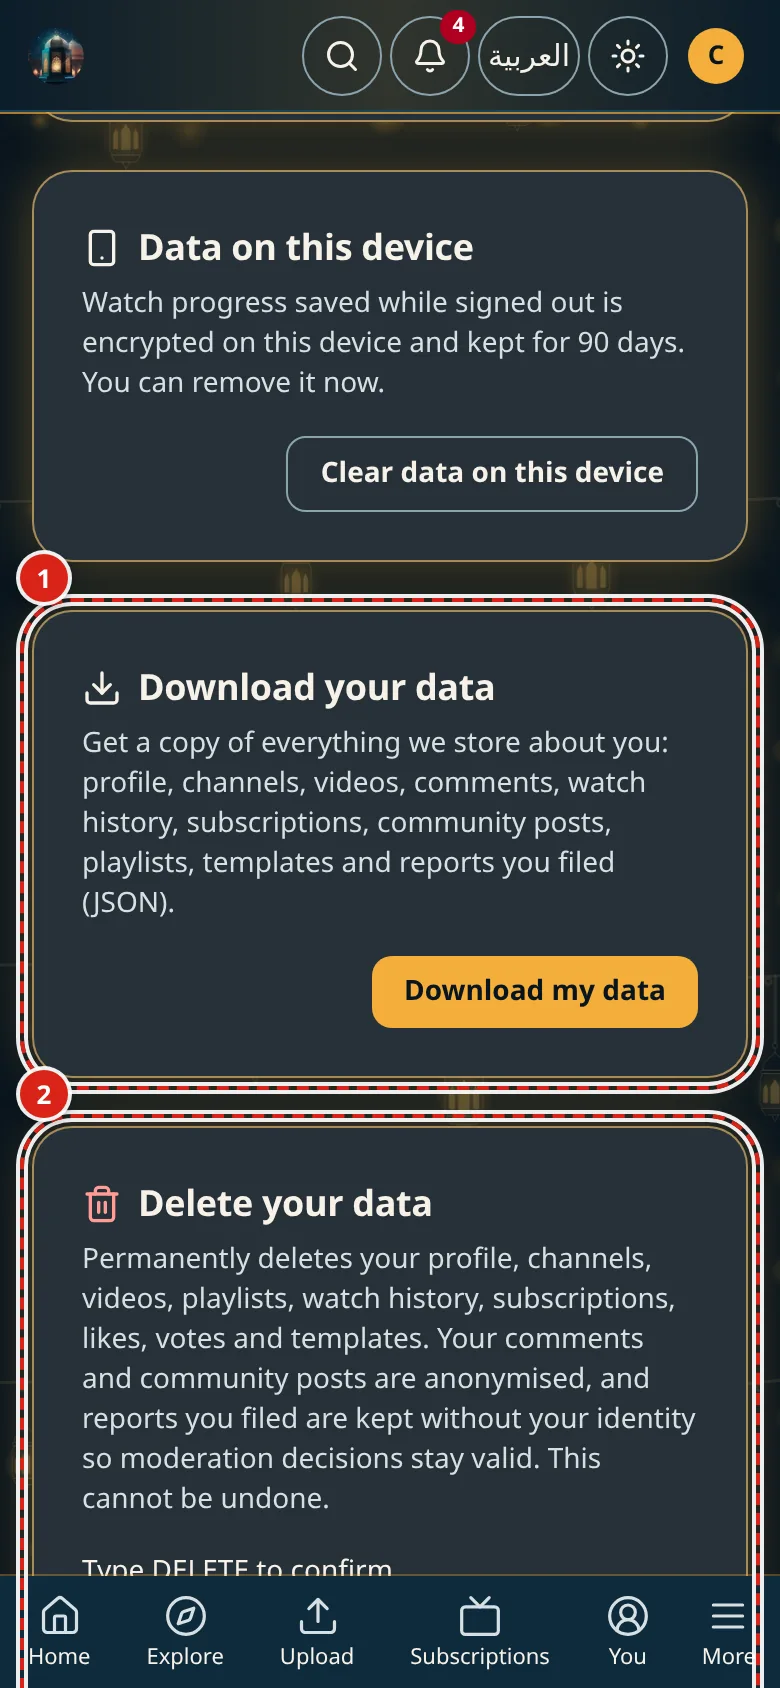 4
العربية
C
Data on this device
Watch progress saved while signed out is
encrypted on this device and kept for 90 days.
You can remove it now.
Clear data on this device
1
Download your data
Get a copy of everything we store about you:
profile, channels, videos, comments, watch
history, subscriptions, community posts,
playlists, templates and reports you filed
(JSON).
Download my data
2
Delete your data
Permanently deletes your profile, channels,
videos, playlists, watch history, subscriptions,
likes, votes and templates. Your comments
and community posts are anonymised, and
reports you filed are kept without your identity
so moderation decisions stay valid. This
cannot be undone.
Type DELETE to confirm
Home Explore Upload Subscriptions You More